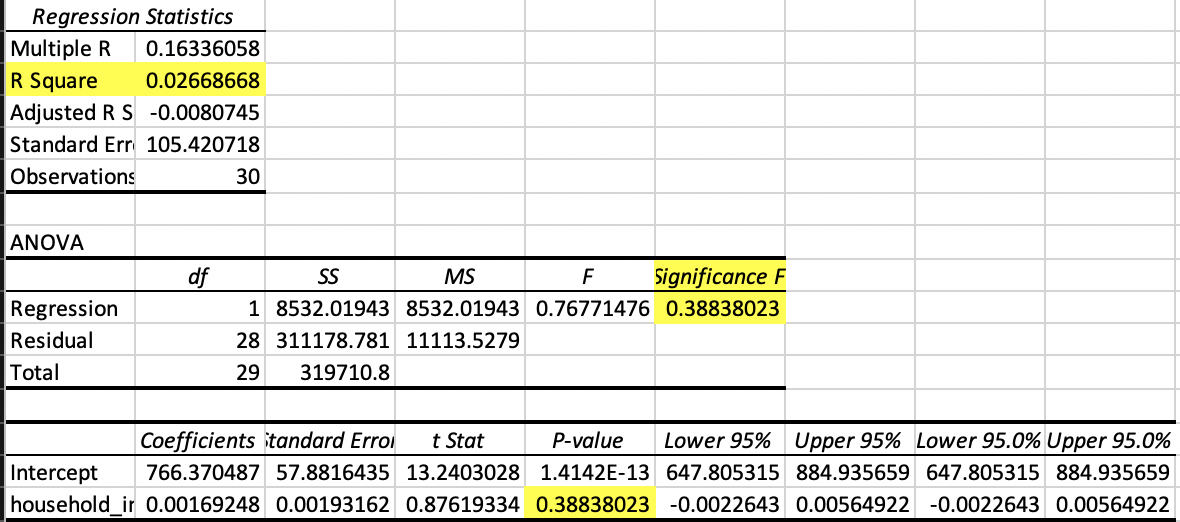 Regression Statistics
Multiple R 0.16336058
R Square 0.02668668
Adjusted R S -0.0080745
Standard Err 105.420718
Observations 30
ANOVA
df SS MS F Significance F
Regression 1 8532.01943 8532.01943 0.76771476 0.38838023
Residual 28 311178.781 11113.5279
Total 29 319710.8
Coefficients Standard Error t Stat P-value Lower 95% Upper 95% Lower 95.0% Upper 95.0%
Intercept 766.370487 57.8816435 13.2403028 1.4142E-13 647.805315 884.935659 647.805315 884.935659
household_in 0.00169248 0.00193162 0.87619334 0.38838023 -0.0022643 0.00564922 -0.0022643 0.00564922